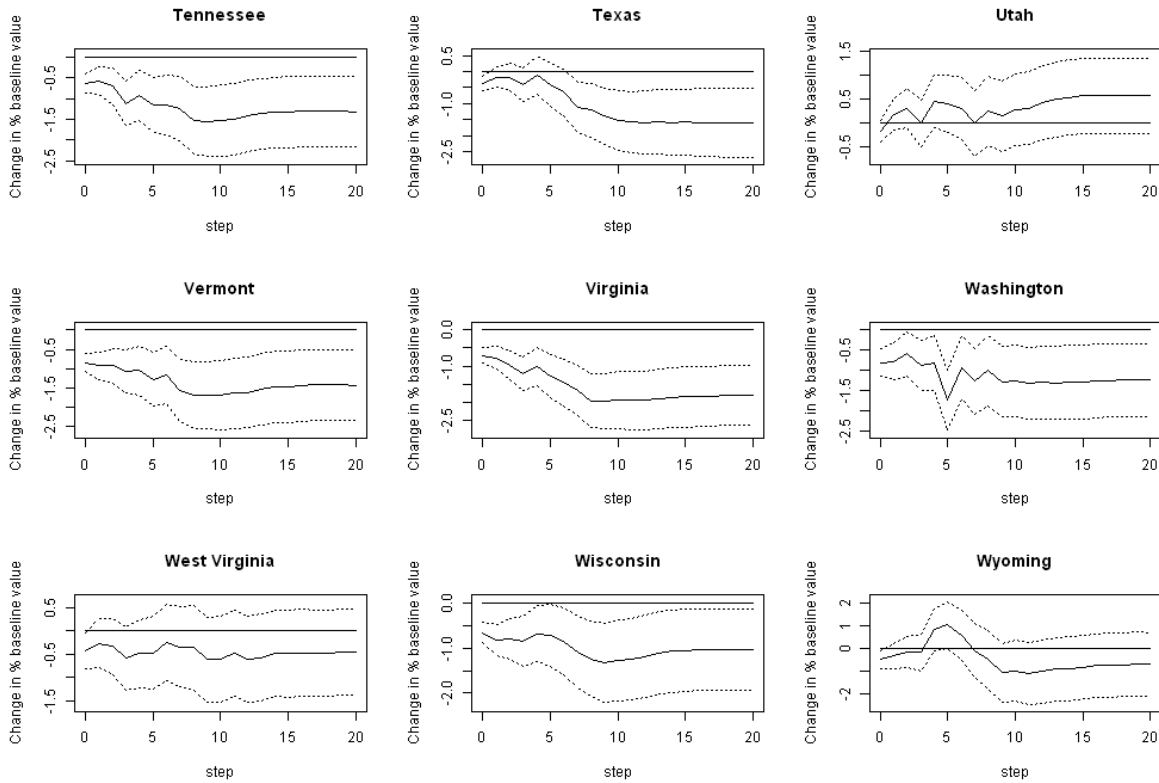 Tennessee
Texas
Utah
Change in % baseline value
-0.5
-1.5
-2.5
0
5
10
15
20
step
Change in % baseline value
0.5
-1.0
-2.5
0
5
10
15
20
step
Change in % baseline value
1.5
0.5
-0.5
0
5
10
15
20
step
Vermont
Virginia
Washington
Change in % baseline value
-0.5
-1.5
-2.5
0
5
10
15
20
step
Change in % baseline value
0.0
-1.0
-2.5
0
5
10
15
20
step
Change in % baseline value
-0.5
-1.5
-2.5
0
5
10
15
20
step
West Virginia
Wisconsin
Wyoming
Change in % baseline value
0.5
-0.5
-1.5
0
5
10
15
20
step
Change in % baseline value
0.0
-1.0
-2.0
0
5
10
15
20
step
Change in % baseline value
2
0
-2
0
5
10
15
20
step